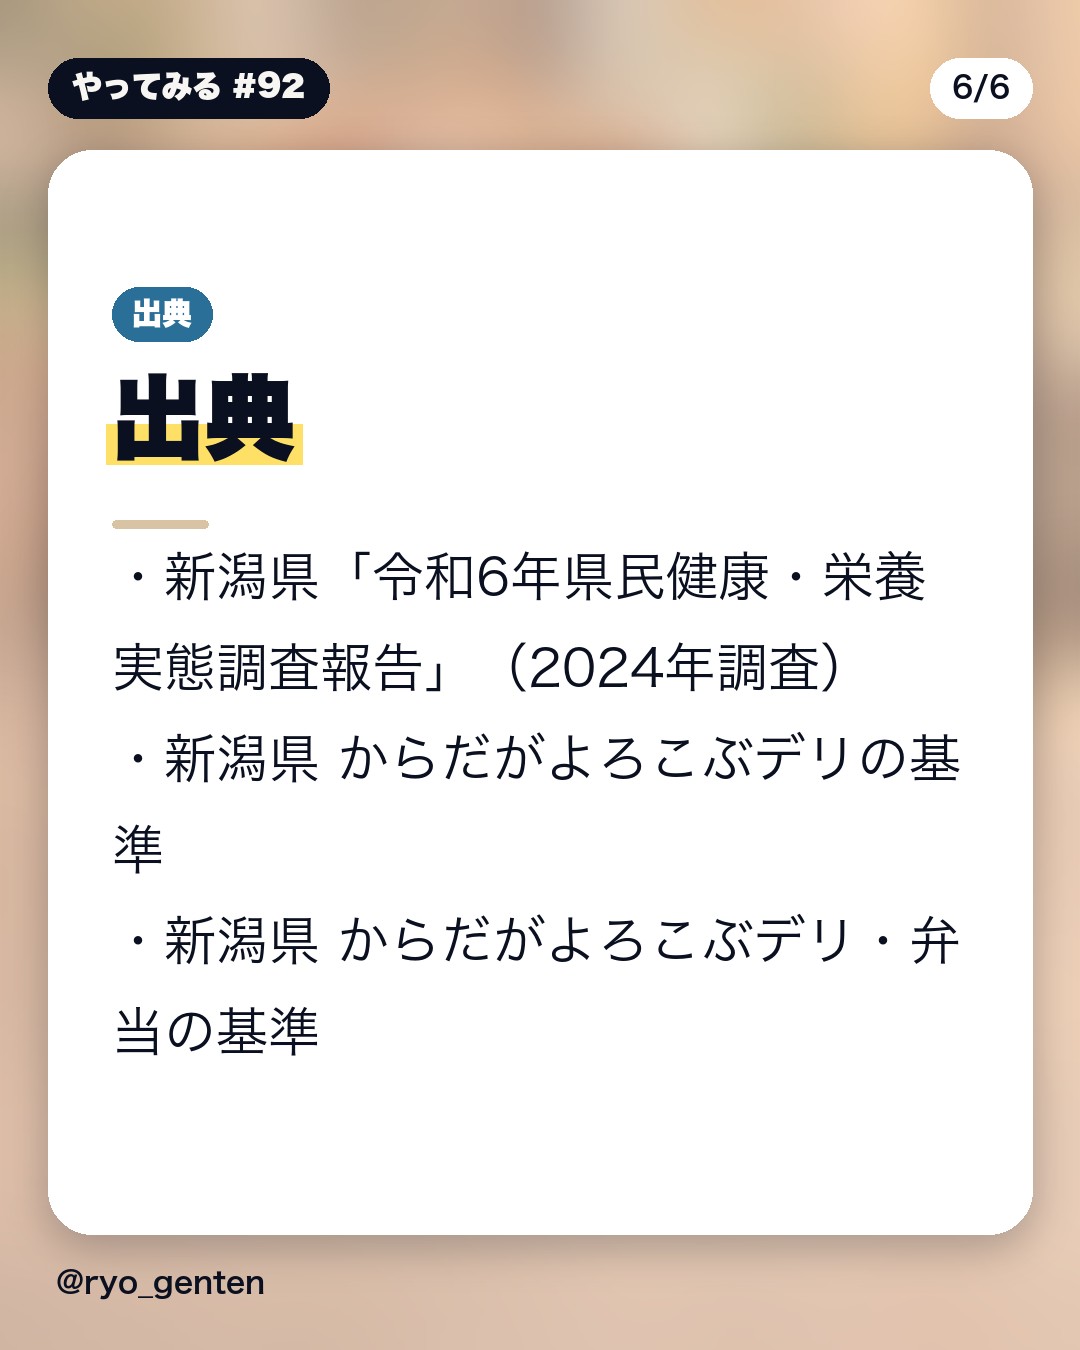 やってみる #92
6/6
出典
出典
・新潟県「令和6年県民健康・栄養
実態調査報告」（2024年調査）
・新潟県 からだがよろこぶデリの基
準
・新潟県 からだがよろこぶデリ・弁
当の基準
@ryo_genten